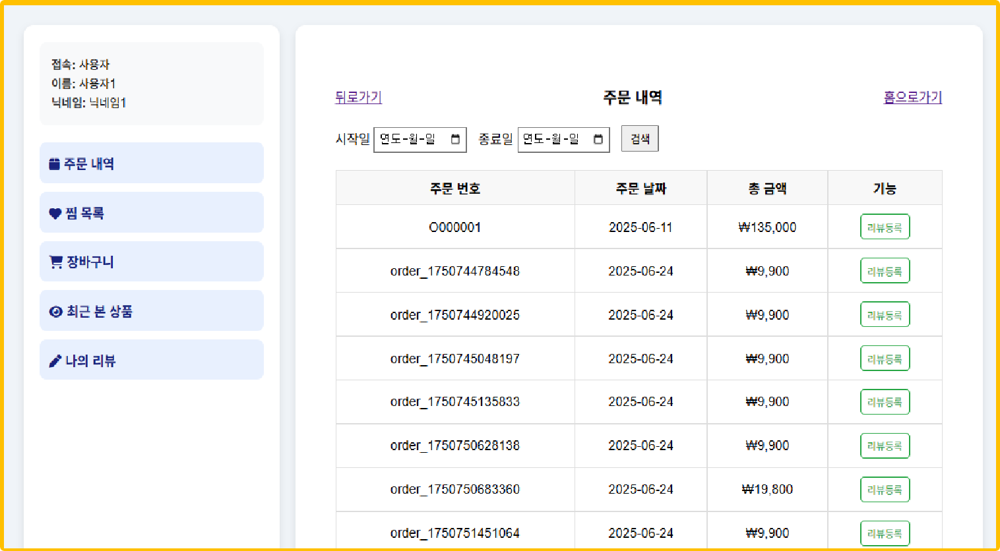 접속: 사용자
이름: 사용자1
닉네임: 닉네임1
주문 내역
찜 목록
장바구니
최근 본 상품
나의 리뷰
뒤로가기 주문 내역 홈으로가기
시작일 연도-월-일 종료일 연도-월-일 검색
주문 번호 주문 날짜 총 금액 기능
O000001 2025-06-11 ₩135,000 리뷰등록
order_1750744784548 2025-06-24 ₩9,900 리뷰등록
order_1750744920025 2025-06-24 ₩9,900 리뷰등록
order_1750745048197 2025-06-24 ₩9,900 리뷰등록
order_1750745135833 2025-06-24 ₩9,900 리뷰등록
order_1750750628138 2025-06-24 ₩9,900 리뷰등록
order_1750750683360 2025-06-24 ₩19,800 리뷰등록
order_1750751451064 2025-06-24 ₩9,900 리뷰등록